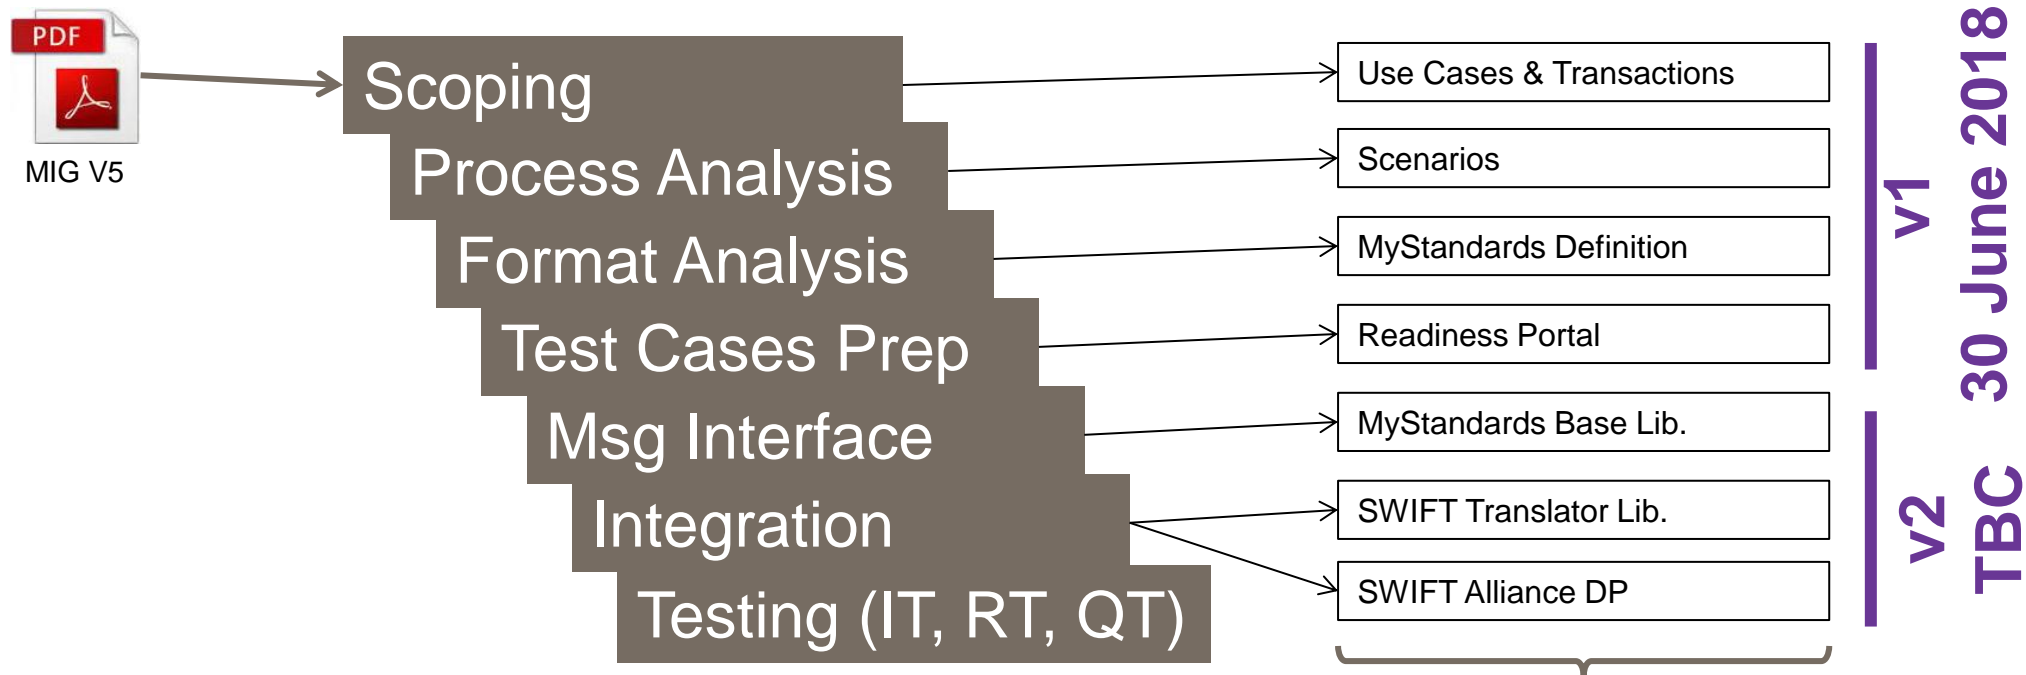 PDF
MIG V5
Scoping
Process Analysis
Format Analysis
Test Cases Prep
Msg Interface
Integration
Testing (IT, RT, QT)
Use Cases & Transactions
Scenarios
MyStandards Definition
Readiness Portal
MyStandards Base Lib.
SWIFT Translator Lib.
SWIFT Alliance DP
v1
30 June 2018
v2
TBC